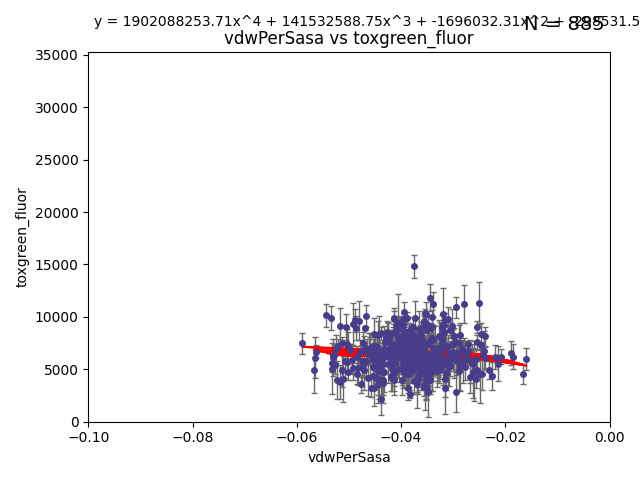 y = 1902088253.71x^4 + 141532588.75x^3 + -1696032.31x^2 +
N = 885
vdwPerSasa vs toxgreen_fluor
35000
30000
25000
20000
15000
10000
5000
0
toxgreen_fluor
−0.10
−0.08
−0.06
−0.04
−0.02
0.00
vdwPerSasa